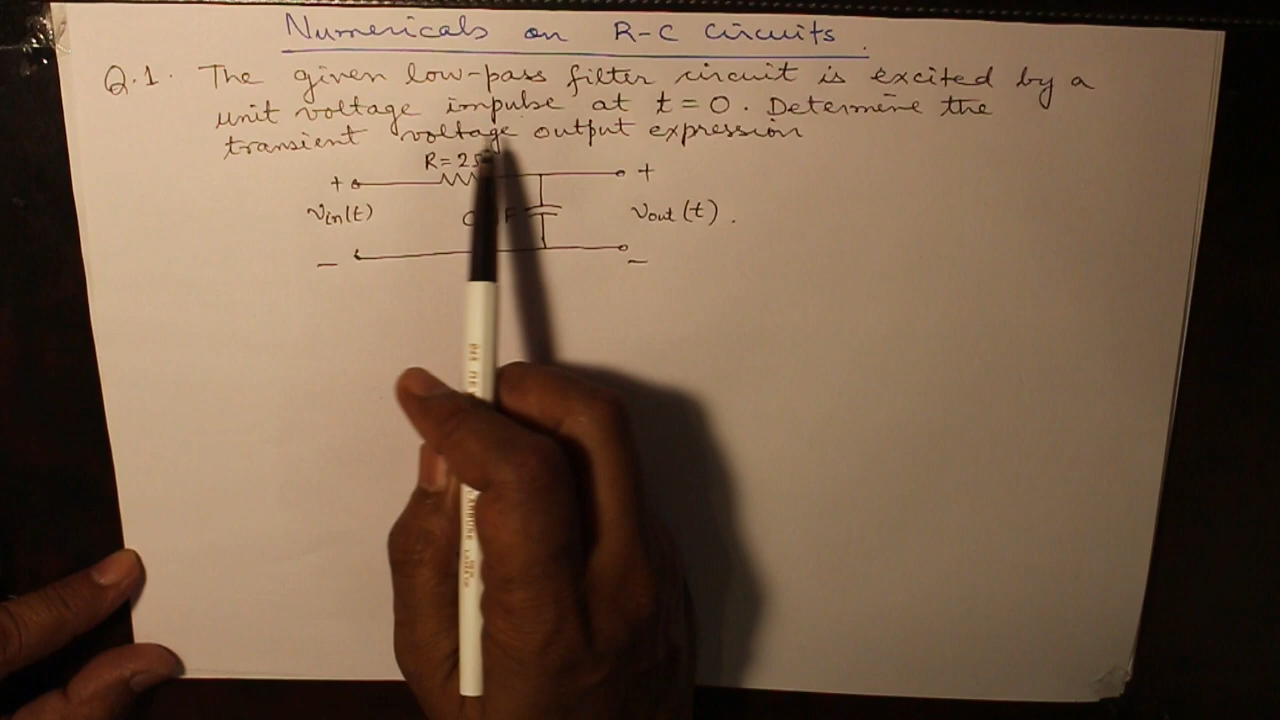 Numericals on R-C Circuits.
Q.1. The given low-pass filter circuit is excited by a
unit voltage impulse at t = 0. Determine the
transient voltage output expression
R = 2
+ +
Vin(t) C F Vout(t).
− −